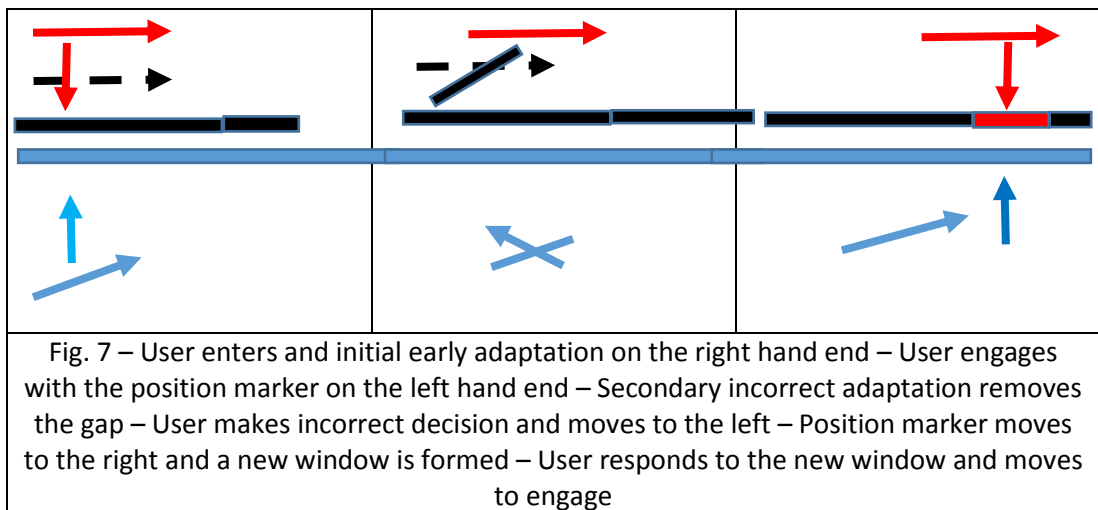 Fig. 7 – User enters and initial early adaptation on the right hand end – User engages
with the position marker on the left hand end – Secondary incorrect adaptation removes
the gap – User makes incorrect decision and moves to the left – Position marker moves
to the right and a new window is formed – User responds to the new window and moves
to engage